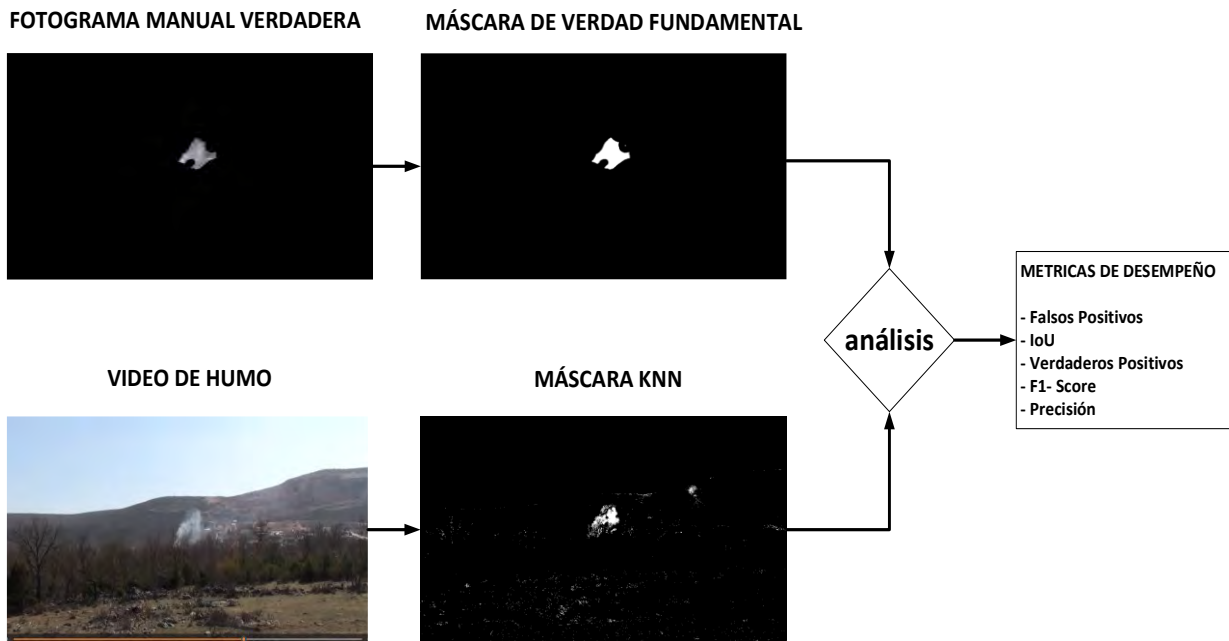 FOTOGRAMA MANUAL VERDADERA
MÁSCARA DE VERDAD FUNDAMENTAL
análisis
METRICAS DE DESEMPEÑO
- Falsos Positivos
- IoU
- Verdaderos Positivos
- F1- Score
- Precisión
VIDEO DE HUMO
MÁSCARA KNN